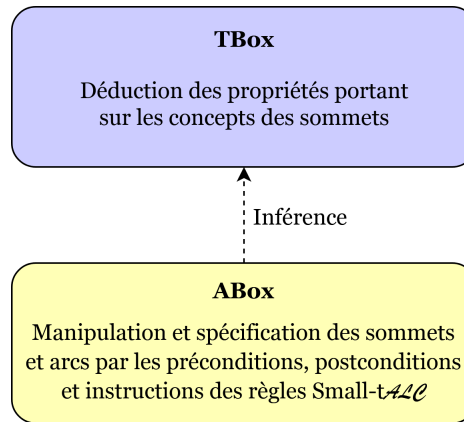 TBox
Déduction des propriétés portant
sur les concepts des sommets
Inférence
ABox
Manipulation et spécification des sommets
et arcs par les préconditions, postconditions
et instructions des règles Small-t𝒜ℒ𝒞